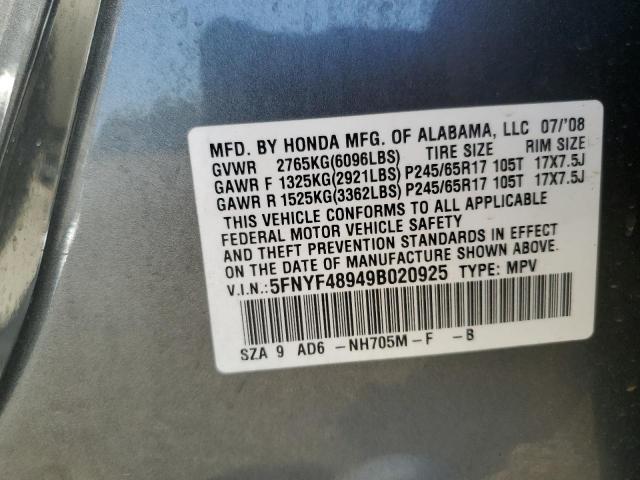 MFD. BY HONDA MFG. OF ALABAMA, LLC 07/'08
GVWR 2765KG(6096LBS) TIRE SIZE RIM SIZE
GAWR F 1325KG(2921LBS) P245/65R17 105T 17X7.5J
GAWR R 1525KG(3362LBS) P245/65R17 105T 17X7.5J
THIS VEHICLE CONFORMS TO ALL APPLICABLE
FEDERAL MOTOR VEHICLE SAFETY
AND THEFT PREVENTION STANDARDS IN EFFECT
ON THE DATE OF MANUFACTURE SHOWN ABOVE.
V.I.N.: 5FNYF48949B020925 TYPE: MPV
SZA 9 AD6 -NH705M-F -B